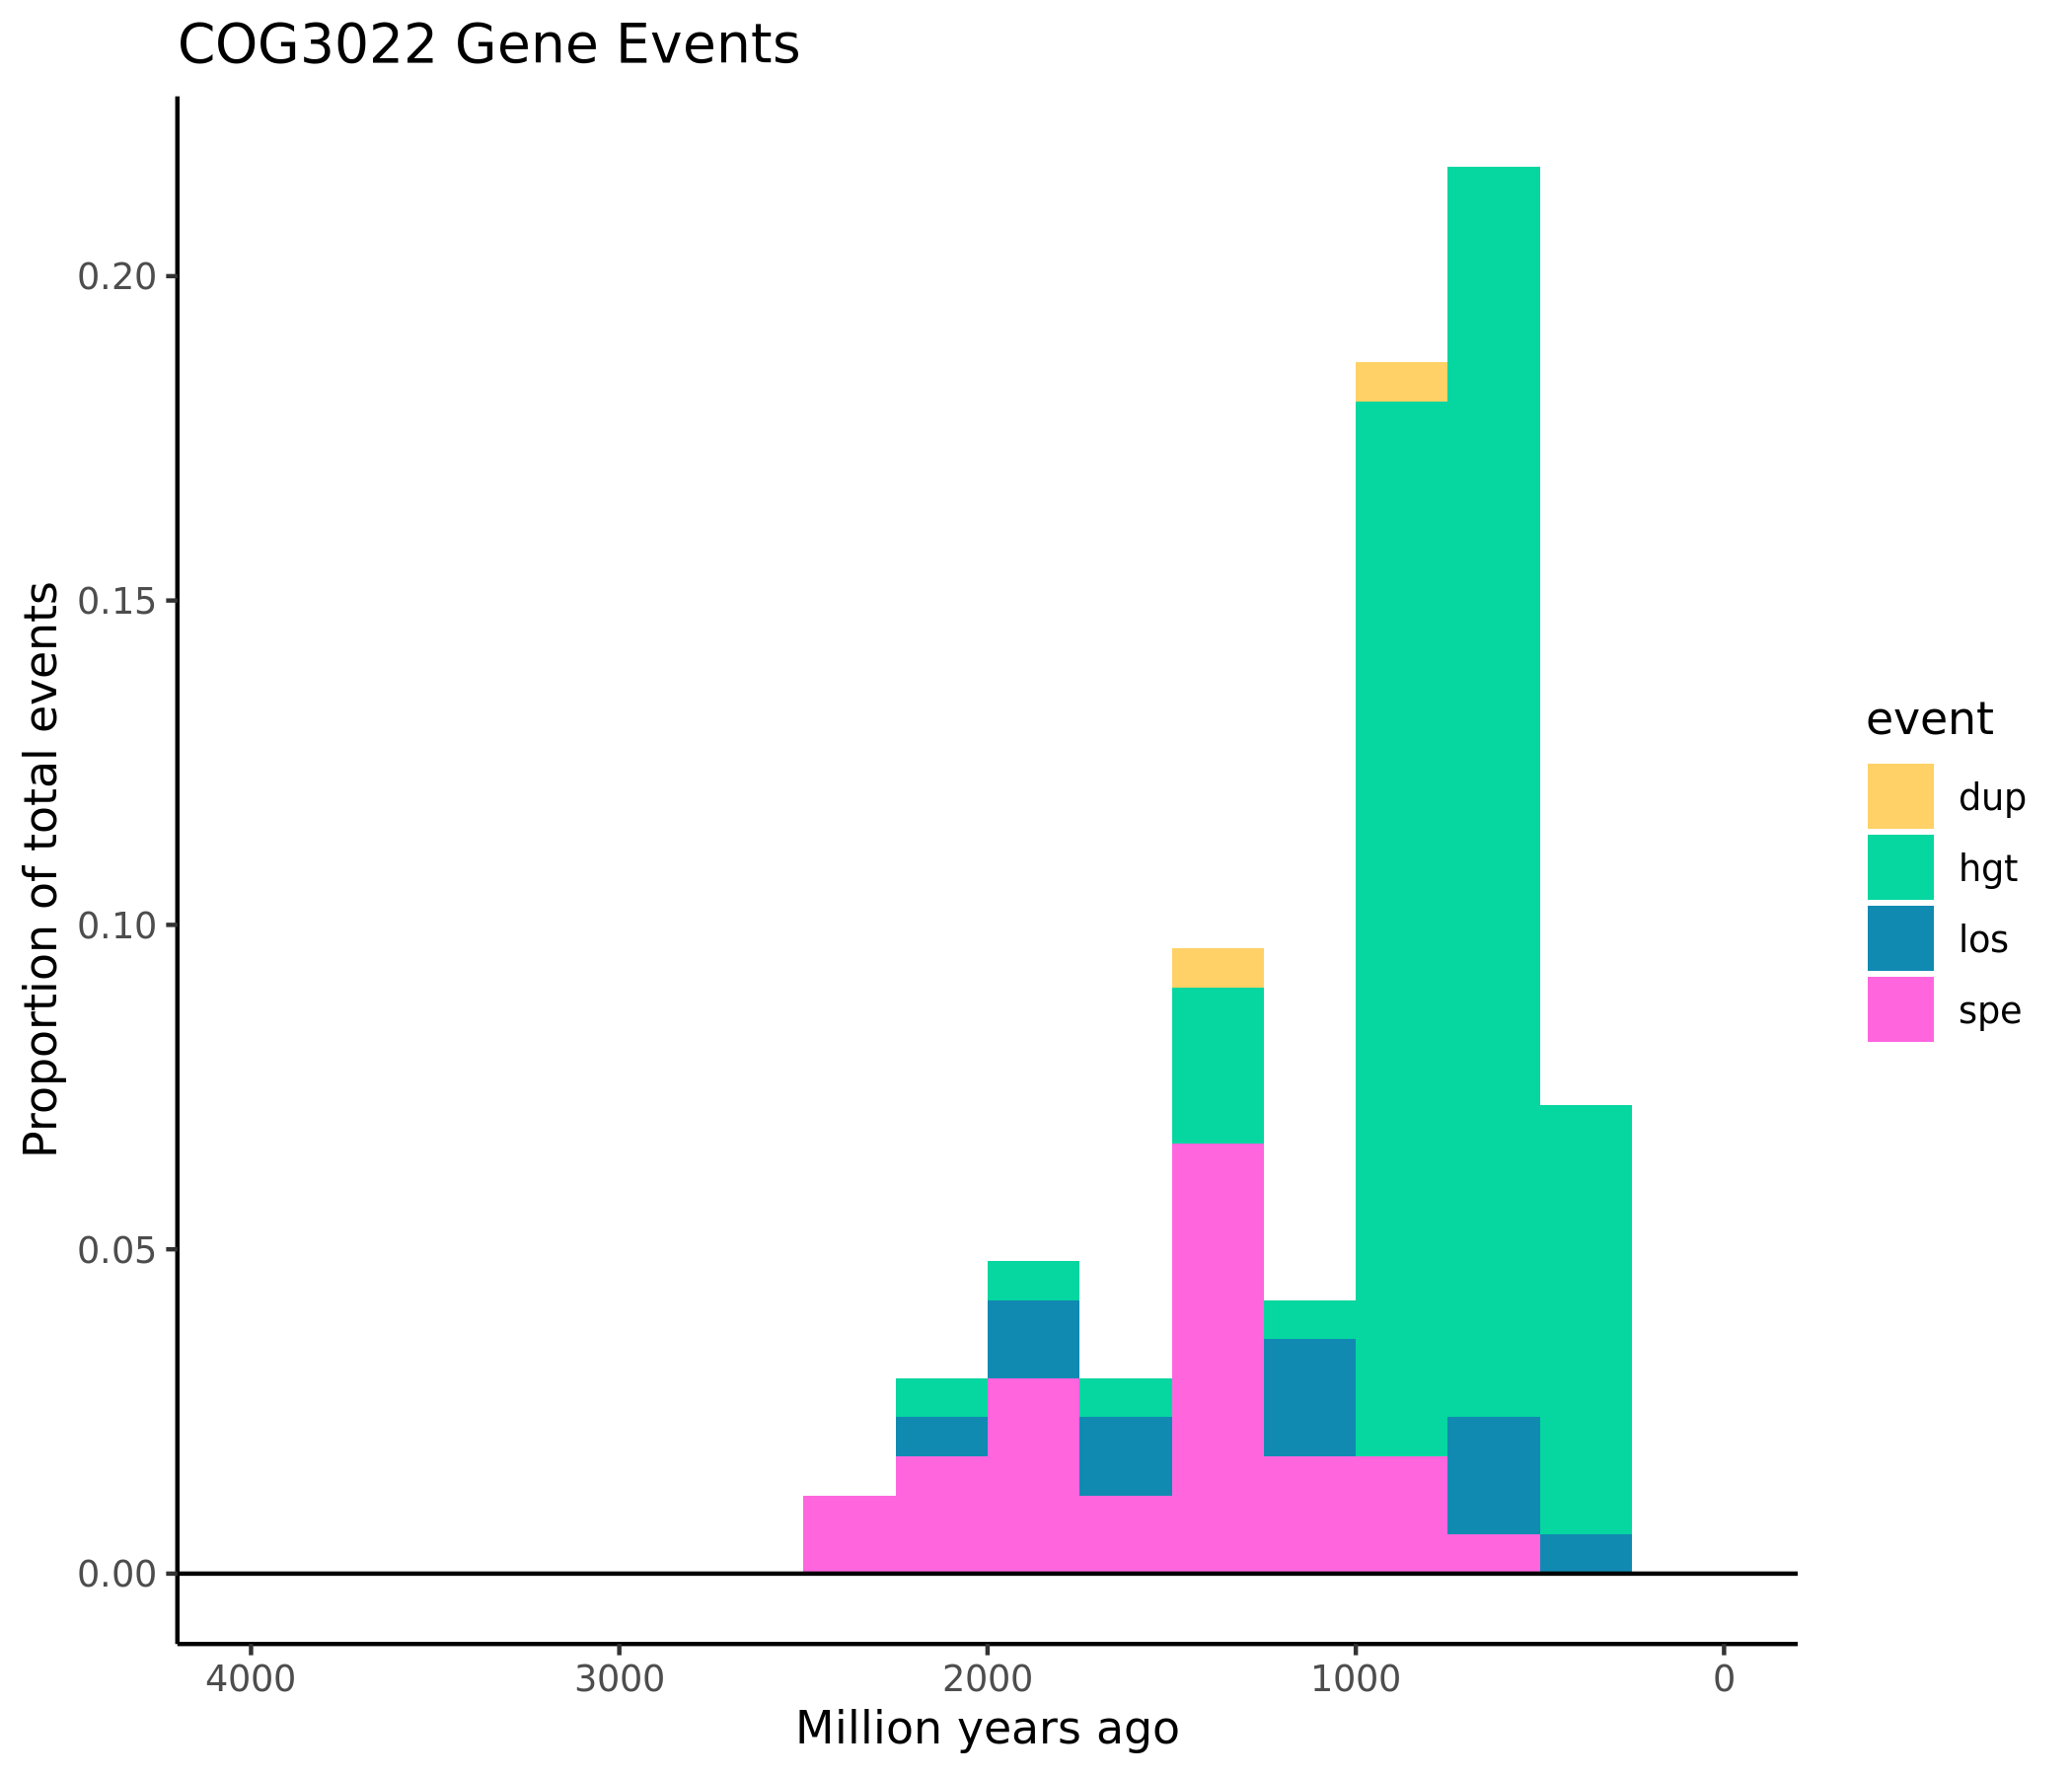 COG3022 Gene Events
Proportion of total events
0.20
0.15
0.10
0.05
0.00
4000 3000 2000 1000 0
Million years ago
event
dup
hgt
los
spe